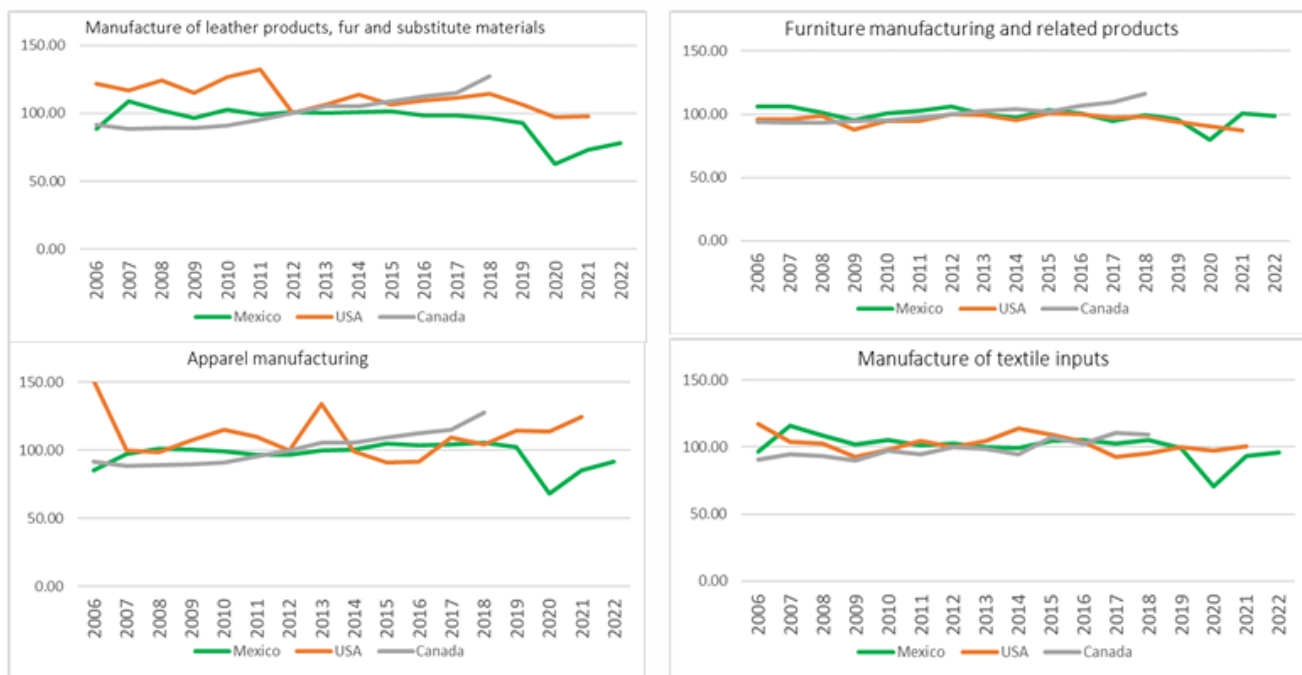 Manufacture of leather products, fur and substitute materials
150.00
100.00
50.00
0.00
2006 2007 2008 2009 2010 2011 2012 2013 2014 2015 2016 2017 2018 2019 2020 2021 2022
Mexico USA Canada
Furniture manufacturing and related products
150.00
100.00
50.00
0.00
2006 2007 2008 2009 2010 2011 2012 2013 2014 2015 2016 2017 2018 2019 2020 2021 2022
Mexico USA Canada
Apparel manufacturing
150.00
100.00
50.00
0.00
2006 2007 2008 2009 2010 2011 2012 2013 2014 2015 2016 2017 2018 2019 2020 2021 2022
Mexico USA Canada
Manufacture of textile inputs
150.00
100.00
50.00
0.00
2006 2007 2008 2009 2010 2011 2012 2013 2014 2015 2016 2017 2018 2019 2020 2021 2022
Mexico USA Canada